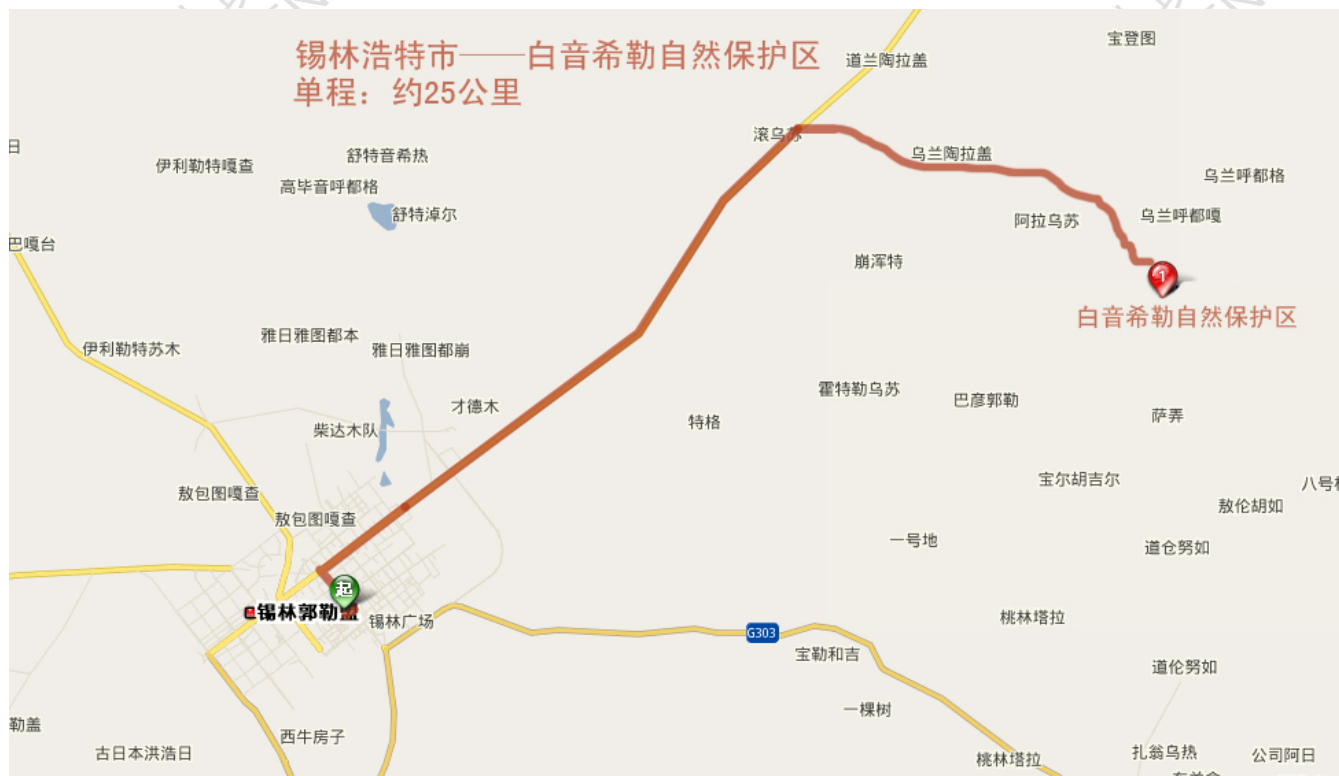 锡林浩特市——白音希勒自然保护区
单程：约25公里
宝登图
道兰陶拉盖
滚乌苏
日
舒特音希热
乌兰陶拉盖
伊利勒特嘎查
乌兰呼都格
高毕音呼都格
舒特淖尔
阿拉乌苏
乌兰呼都嘎
巴嘎台
崩浑特
1
白音希勒自然保护区
雅日雅图都本
伊利勒特苏木
雅日雅图都崩
霍特勒乌苏
巴彦郭勒
才德木
萨弄
特格
柴达木队
宝尔胡吉尔
八号
敖包图嘎查
敖伦胡如
敖包图嘎查
一号地
道仓努如
起
锡林郭勒盟
锡林广场
桃林塔拉
G303
宝勒和吉
道伦努如
一棵树
勒盖
西牛房子
古日本洪浩日
桃林塔拉
扎翁乌热
公司阿日